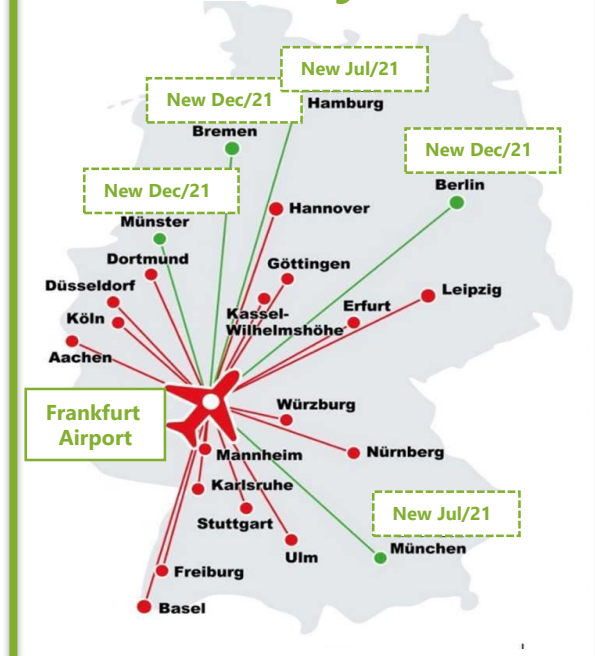 New Jul/21
Hamburg
New Dec/21
Bremen
New Dec/21
Berlin
New Dec/21
Münster
Hannover
Dortmund
Göttingen
Düsseldorf
Leipzig
Köln
Kassel-
Wilhelmshöhe
Erfurt
Aachen
Frankfurt
Airport
Würzburg
Mannheim
Nürnberg
Karlsruhe
Stuttgart
New Jul/21
München
Ulm
Freiburg
Basel